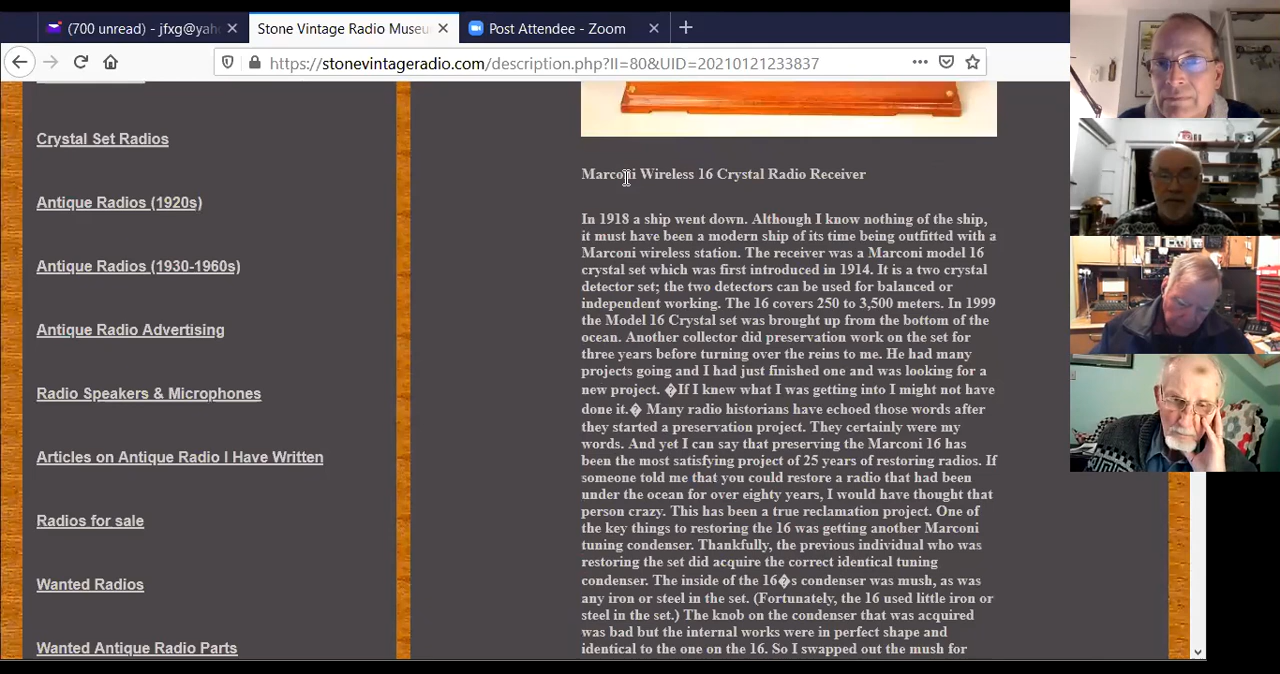 (700 unread) - jfxg@yah
Stone Vintage Radio Museu
Post Attendee - Zoom
https://stonevintageradio.com/description.php?II=80&UID=20210121233837
Crystal Set Radios
Antique Radios (1920s)
Antique Radios (1930-1960s)
Antique Radio Advertising
Radio Speakers & Microphones
Articles on Antique Radio I Have Written
Radios for sale
Wanted Radios
Wanted Antique Radio Parts
Marconi Wireless 16 Crystal Radio Receiver
In 1918 a ship went down. Although I know nothing of the ship,
it must have been a modern ship of its time being outfitted with a
Marconi wireless station. The receiver was a Marconi model 16
crystal set which was first introduced in 1914. It is a two crystal
detector set; the two detectors can be used for balanced or
independent working. The 16 covers 250 to 3,500 meters. In 1999
the Model 16 Crystal set was brought up from the bottom of the
ocean. Another collector did preservation work on the set for
three years before turning over the reins to me. He had many
projects going and I had just finished one and was looking for a
new project. �If I knew what I was getting into I might not have
done it.� Many radio historians have echoed those words after
they started a preservation project. They certainly were my
words. And yet I can say that preserving the Marconi 16 has
been the most satisfying project of 25 years of restoring radios. If
someone told me that you could restore a radio that had been
under the ocean for over eighty years, I would have thought that
person crazy. This has been a true reclamation project. One of
the key things to restoring the 16 was getting another Marconi
tuning condenser. Thankfully, the previous individual who was
restoring the set did acquire the correct identical tuning
condenser. The inside of the 16�s condenser was mush, as was
any iron or steel in the set. (Fortunately, the 16 used little iron or
steel in the set.) The knob on the condenser that was acquired
was bad but the internal works were in perfect shape and
identical to the one on the 16. So I swapped out the mush for